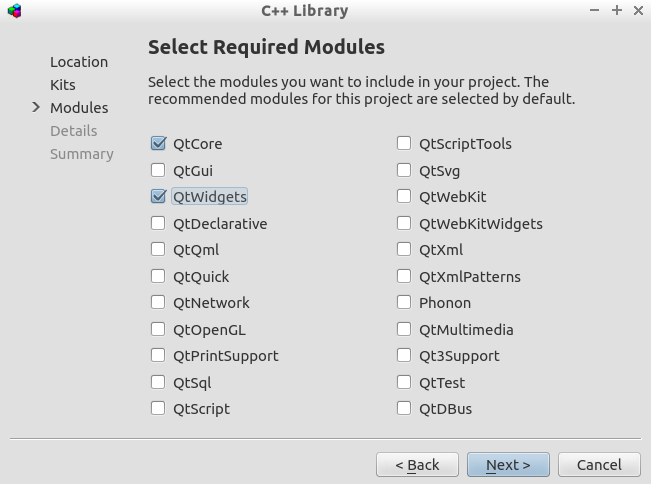 C++ Library
Location
Kits
Modules
Details
Summary
Select Required Modules
Select the modules you want to include in your project. The
recommended modules for this project are selected by default.
QtCore
QtGui
QtWidgets
QtDeclarative
QtQml
QtQuick
QtNetwork
QtOpenGL
QtPrintSupport
QtSql
QtScript
QtScriptTools
QtSvg
QtWebKit
QtWebKitWidgets
QtXml
QtXmlPatterns
Phonon
QtMultimedia
Qt3Support
QtTest
QtDBus
< Back
Next >
Cancel